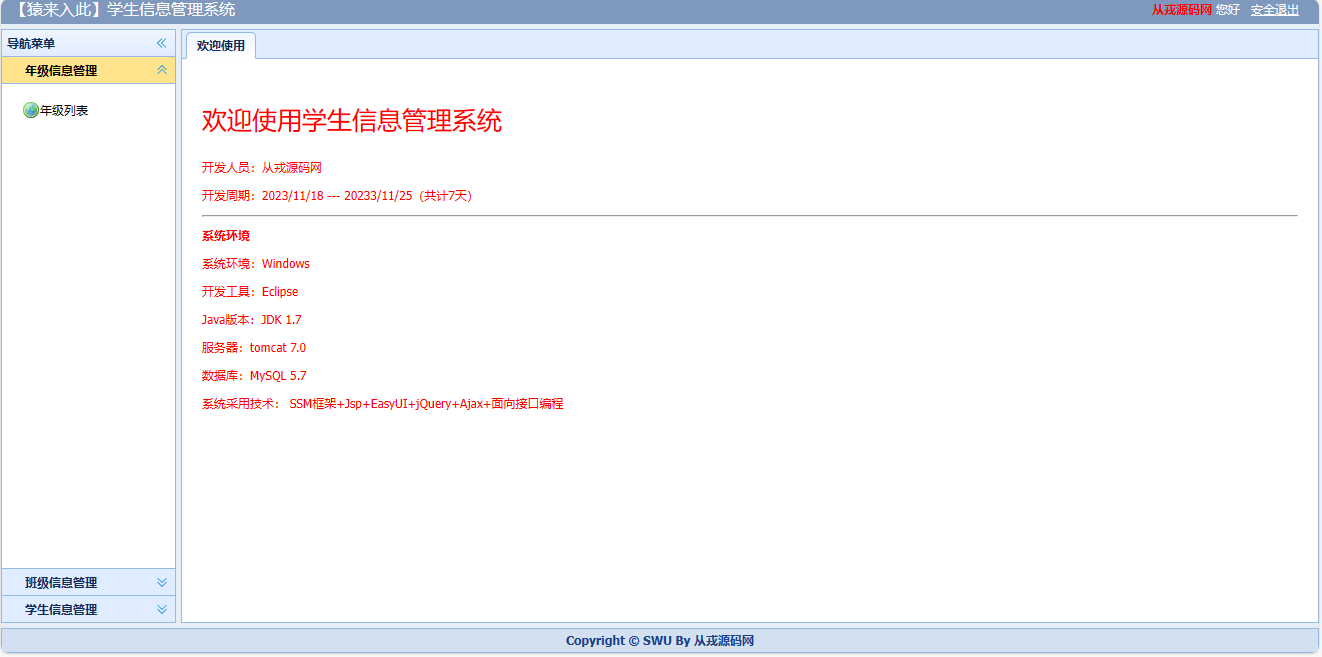 【猿来入此】学生信息管理系统
从戎源码网 您好 安全退出
导航菜单
年级信息管理
年级列表
班级信息管理
学生信息管理
欢迎使用
欢迎使用学生信息管理系统
开发人员：从戎源码网
开发周期：2023/11/18 --- 20233/11/25（共计7天）
系统环境
系统环境：Windows
开发工具：Eclipse
Java版本：JDK 1.7
服务器：tomcat 7.0
数据库：MySQL 5.7
系统采用技术： SSM框架+Jsp+EasyUI+jQuery+Ajax+面向接口编程
Copyright © SWU By 从戎源码网